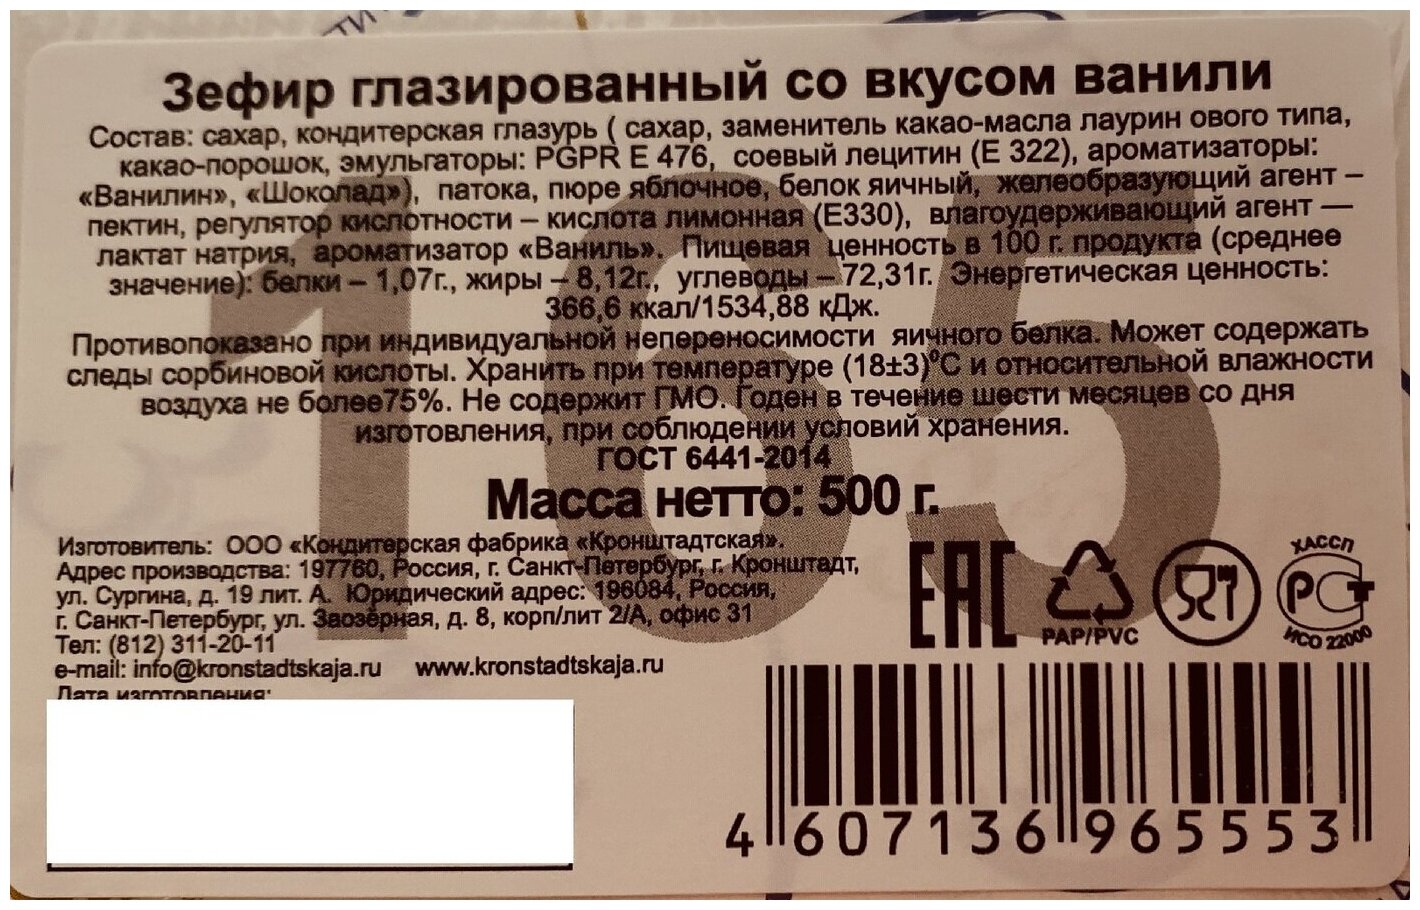 Зефир глазированный со вкусом ванили
Состав: сахар, кондитерская глазурь ( сахар, заменитель какао-масла лаурин ового типа,
какао-порошок, эмульгаторы: PGPR E 476, соевый лецитин (Е 322), ароматизаторы:
«Ванилин», «Шоколад»), патока, пюре яблочное, белок яичный, желеобразующий агент –
пектин, регулятор кислотности – кислота лимонная (Е330), влагоудерживающий агент —
лактат натрия, ароматизатор «Ваниль». Пищевая ценность в 100 г. продукта (среднее
значение): белки – 1,07г., жиры – 8,12г., углеводы – 72,31г. Энергетическая ценность:
366,6 ккал/1534,88 кДж.
Противопоказано при индивидуальной непереносимости яичного белка. Может содержать
следы сорбиновой кислоты. Хранить при температуре (18±3)°С и относительной влажности
воздуха не более75%. Не содержит ГМО. Годен в течение шести месяцев со дня
изготовления, при соблюдении условий хранения.
ГОСТ 6441-2014
165
Масса нетто: 500 г.
Изготовитель: ООО «Кондитерская фабрика «Кронштадтская».
Адрес производства: 197760, Россия, г. Санкт-Петербург, г. Кронштадт,
ул. Сургина, д. 19 лит. А. Юридический адрес: 196084, Россия,
г. Санкт-Петербург, ул. Заозёрная, д. 8, корп/лит 2/А, офис 31
Тел: (812) 311-20-11
e-mail: info@kronstadtskaja.ru www.kronstadtskaja.ru
Дата изготовления:
ЕАС
PAP/PVC
ХАССП
РСТ
ИСО 22000
4 607136 965553